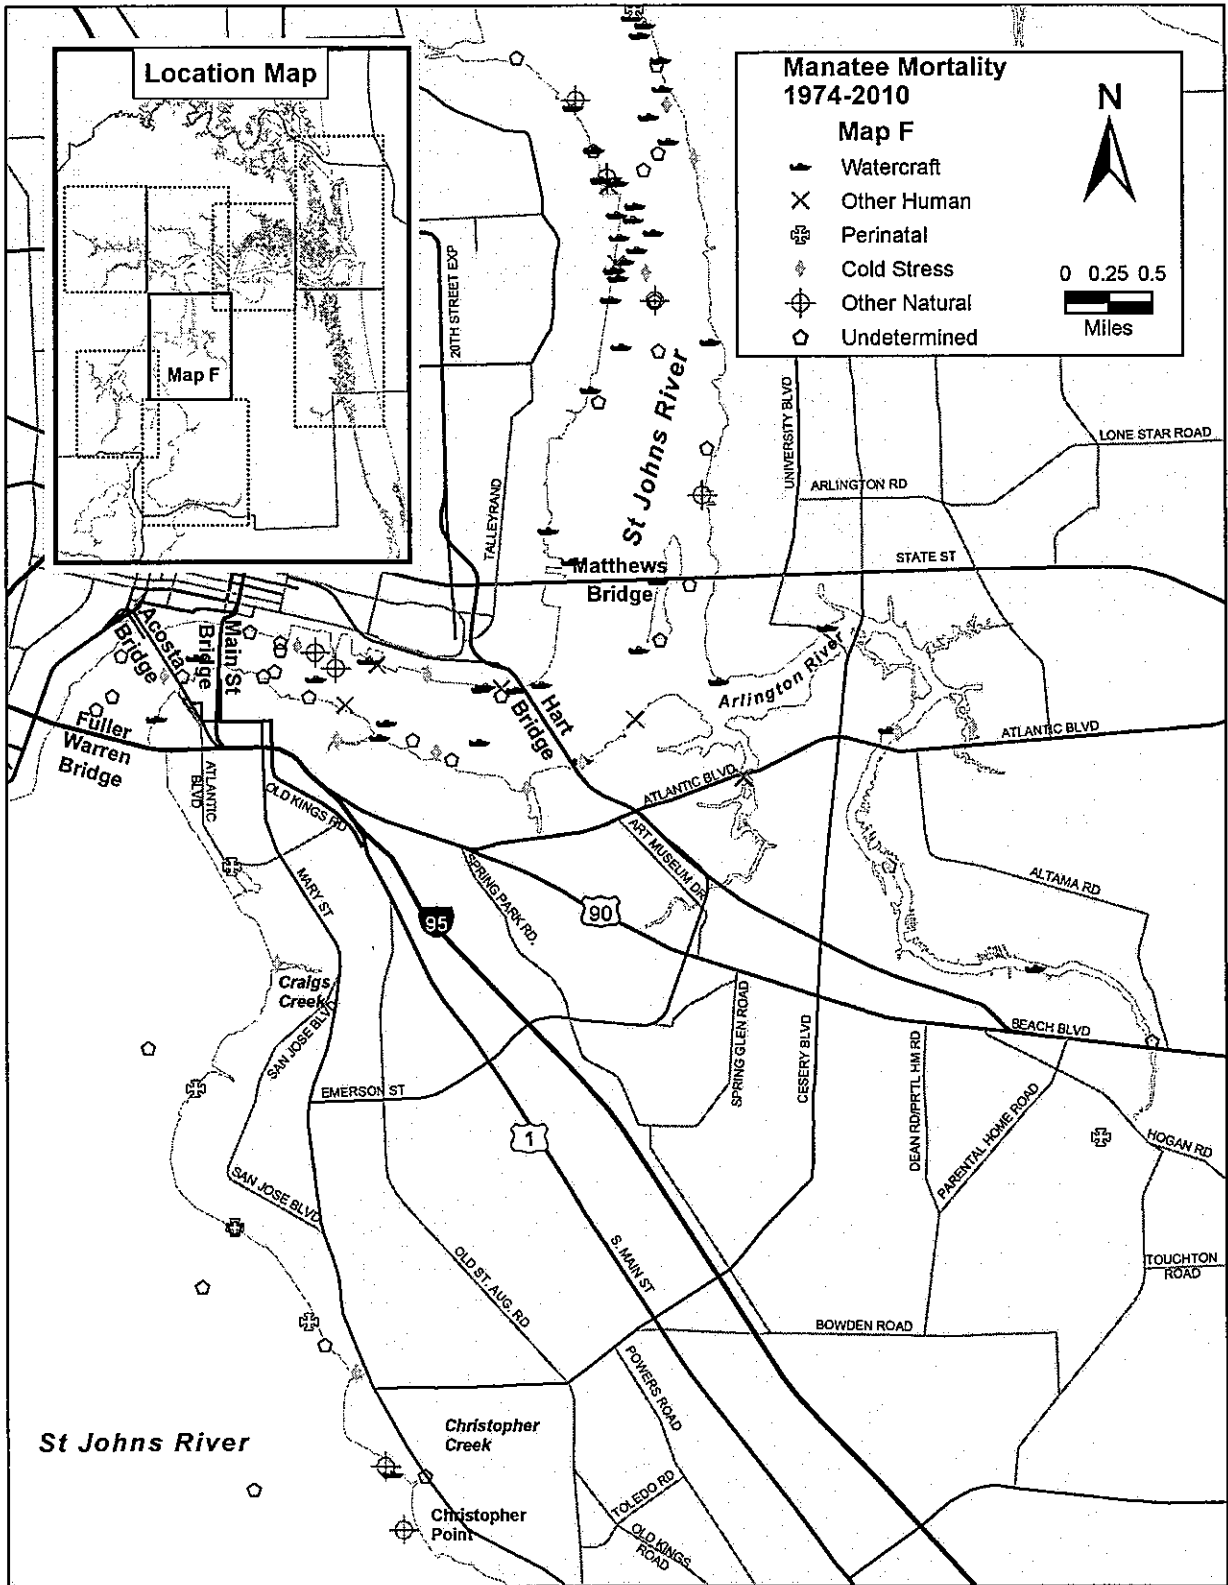 Location Map
Map F
Manatee Mortality
1974-2010
Map F
Watercraft
Other Human
Perinatal
Cold Stress
Other Natural
Undetermined
N
0 0.25 0.5
Miles
20TH STREET EXP
TALLEYRAND
St Johns River
UNIVERSITY BLVD
LONE STAR ROAD
ARLINGTON RD
STATE ST
Matthews
Bridge
Acosta
Bridge
Main St
Bridge
Hart
Bridge
Arlington River
Fuller
Warren
Bridge
ATLANTIC
BLVD
ATLANTIC BLVD
ATLANTIC BLVD
OLD KINGS RD
MARY ST
SPRING PARK RD.
ART MUSEUM DR
ALTAMA RD
95
90
Craigs
Creek
SAN JOSE BLVD
EMERSON ST
SPRING GLEN ROAD
CESERY BLVD
BEACH BLVD
DEAN RD/PRTL HM RD
PARENTAL HOME ROAD
HOGAN RD
1
SAN JOSE BLVD
OLD ST. AUG. RD
S. MAIN ST
TOUCHTON
ROAD
BOWDEN ROAD
POWERS ROAD
St Johns River
Christopher
Creek
TOLEDO RD
Christopher
Point
OLD KINGS
ROAD